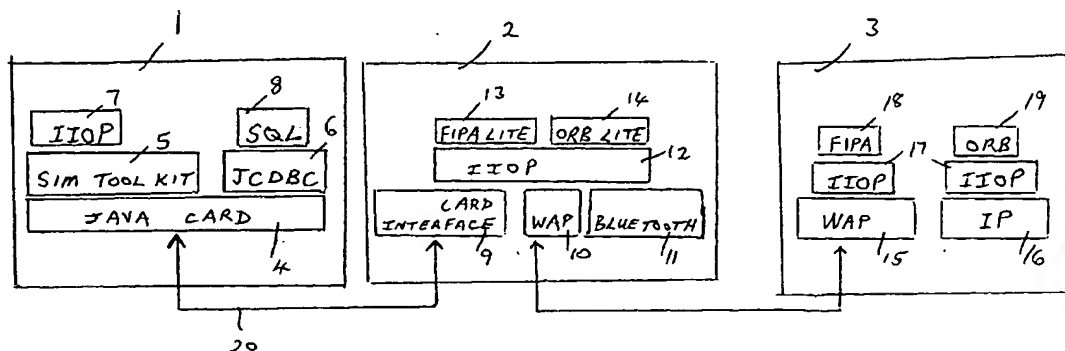 1
2
3
7
8
13
14
18
19
IIOP
SQL
6
FIPA LITE
ORB LITE
FIPA
ORB
5
12
17
IIOP
SIM TOOL KIT
JCDBC
IIOP
IIOP
JAVA CARD
CARD INTERFACE
WAP
BLUETOOTH
WAP
IP
4
9
10
11
15
16
20